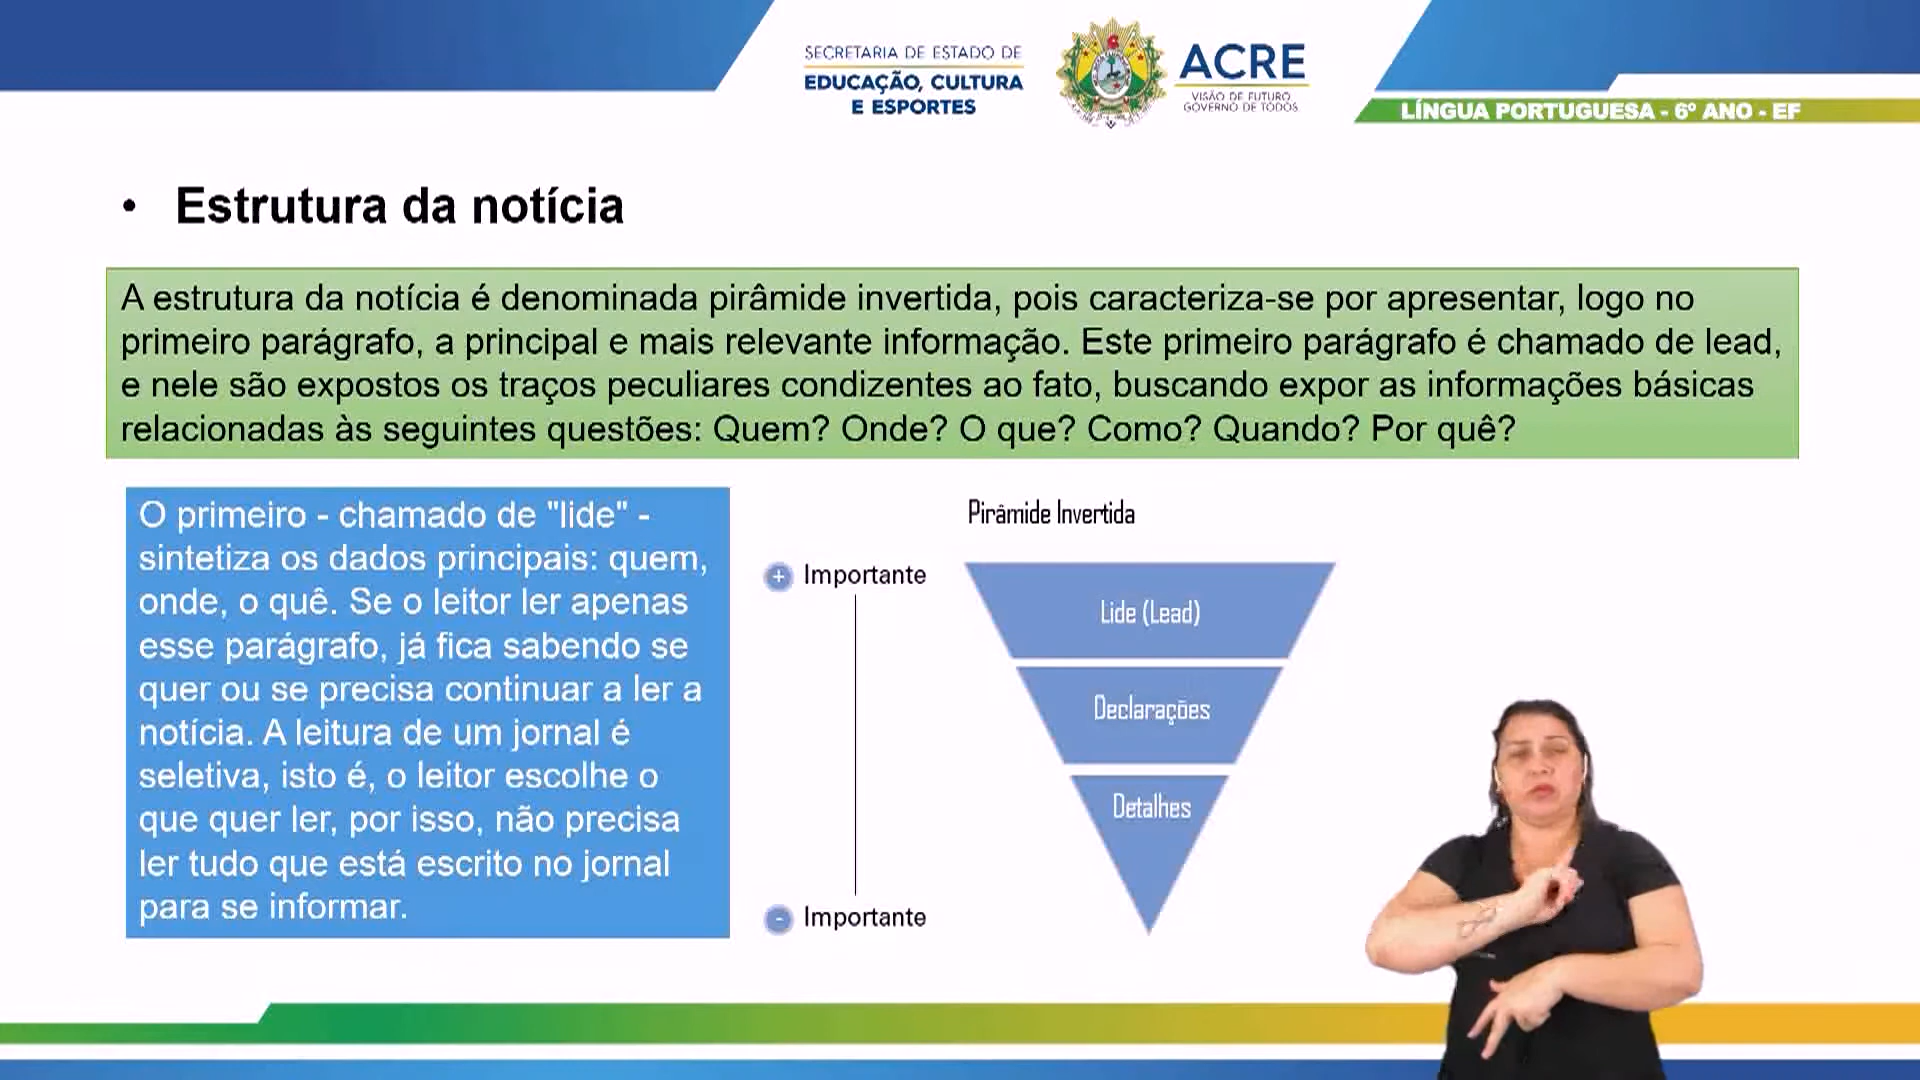 SECRETARIA DE ESTADO DE
EDUCAÇÃO, CULTURA
E ESPORTES
ACRE
VISÃO DE FUTURO
GOVERNO DE TODOS
LÍNGUA PORTUGUESA - 6º ANO - EF
• Estrutura da notícia
A estrutura da notícia é denominada pirâmide invertida, pois caracteriza-se por apresentar, logo no
primeiro parágrafo, a principal e mais relevante informação. Este primeiro parágrafo é chamado de lead,
e nele são expostos os traços peculiares condizentes ao fato, buscando expor as informações básicas
relacionadas às seguintes questões: Quem? Onde? O que? Como? Quando? Por quê?
O primeiro - chamado de "lide" -
sintetiza os dados principais: quem,
onde, o quê. Se o leitor ler apenas
esse parágrafo, já fica sabendo se
quer ou se precisa continuar a ler a
notícia. A leitura de um jornal é
seletiva, isto é, o leitor escolhe o
que quer ler, por isso, não precisa
ler tudo que está escrito no jornal
para se informar.
Pirâmide Invertida
+ Importante
Lide (Lead)
Declarações
Detalhes
- Importante